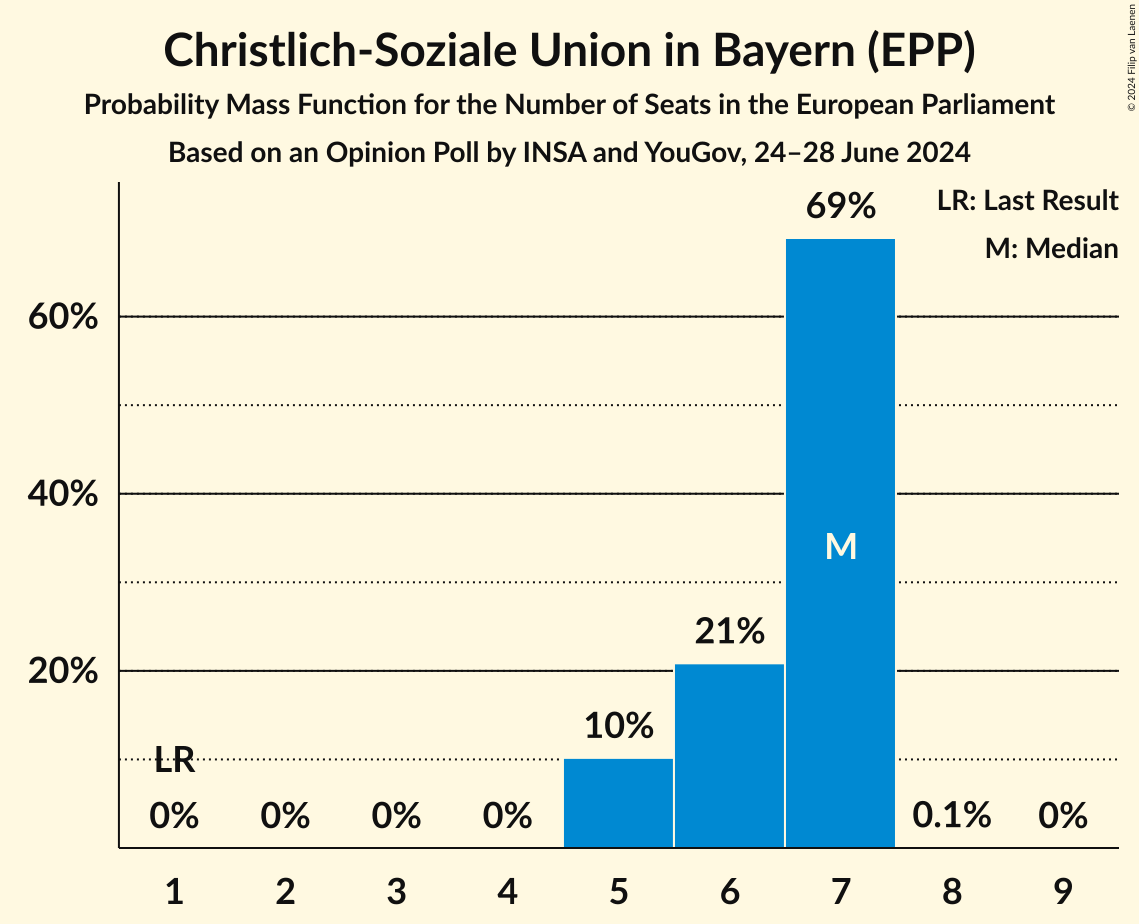 Christlich-Soziale Union in Bayern (EPP)
Probability Mass Function for the Number of Seats in the European Parliament
Based on an Opinion Poll by INSA and YouGov, 24–28 June 2024
© 2024 Filip van Laenen
LR: Last Result
M: Median
69%
60%
40%
M
21%
20%
10%
LR
0% 0% 0% 0% 0.1% 0%
1 2 3 4 5 6 7 8 9